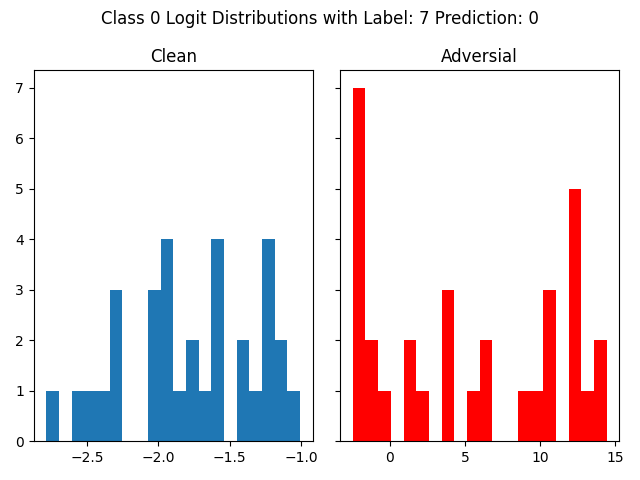 Class 0 Logit Distributions with Label: 7 Prediction: 0
Clean
Adversial
7
6
5
4
3
2
1
0
−2.5 −2.0 −1.5 −1.0
0 5 10 15